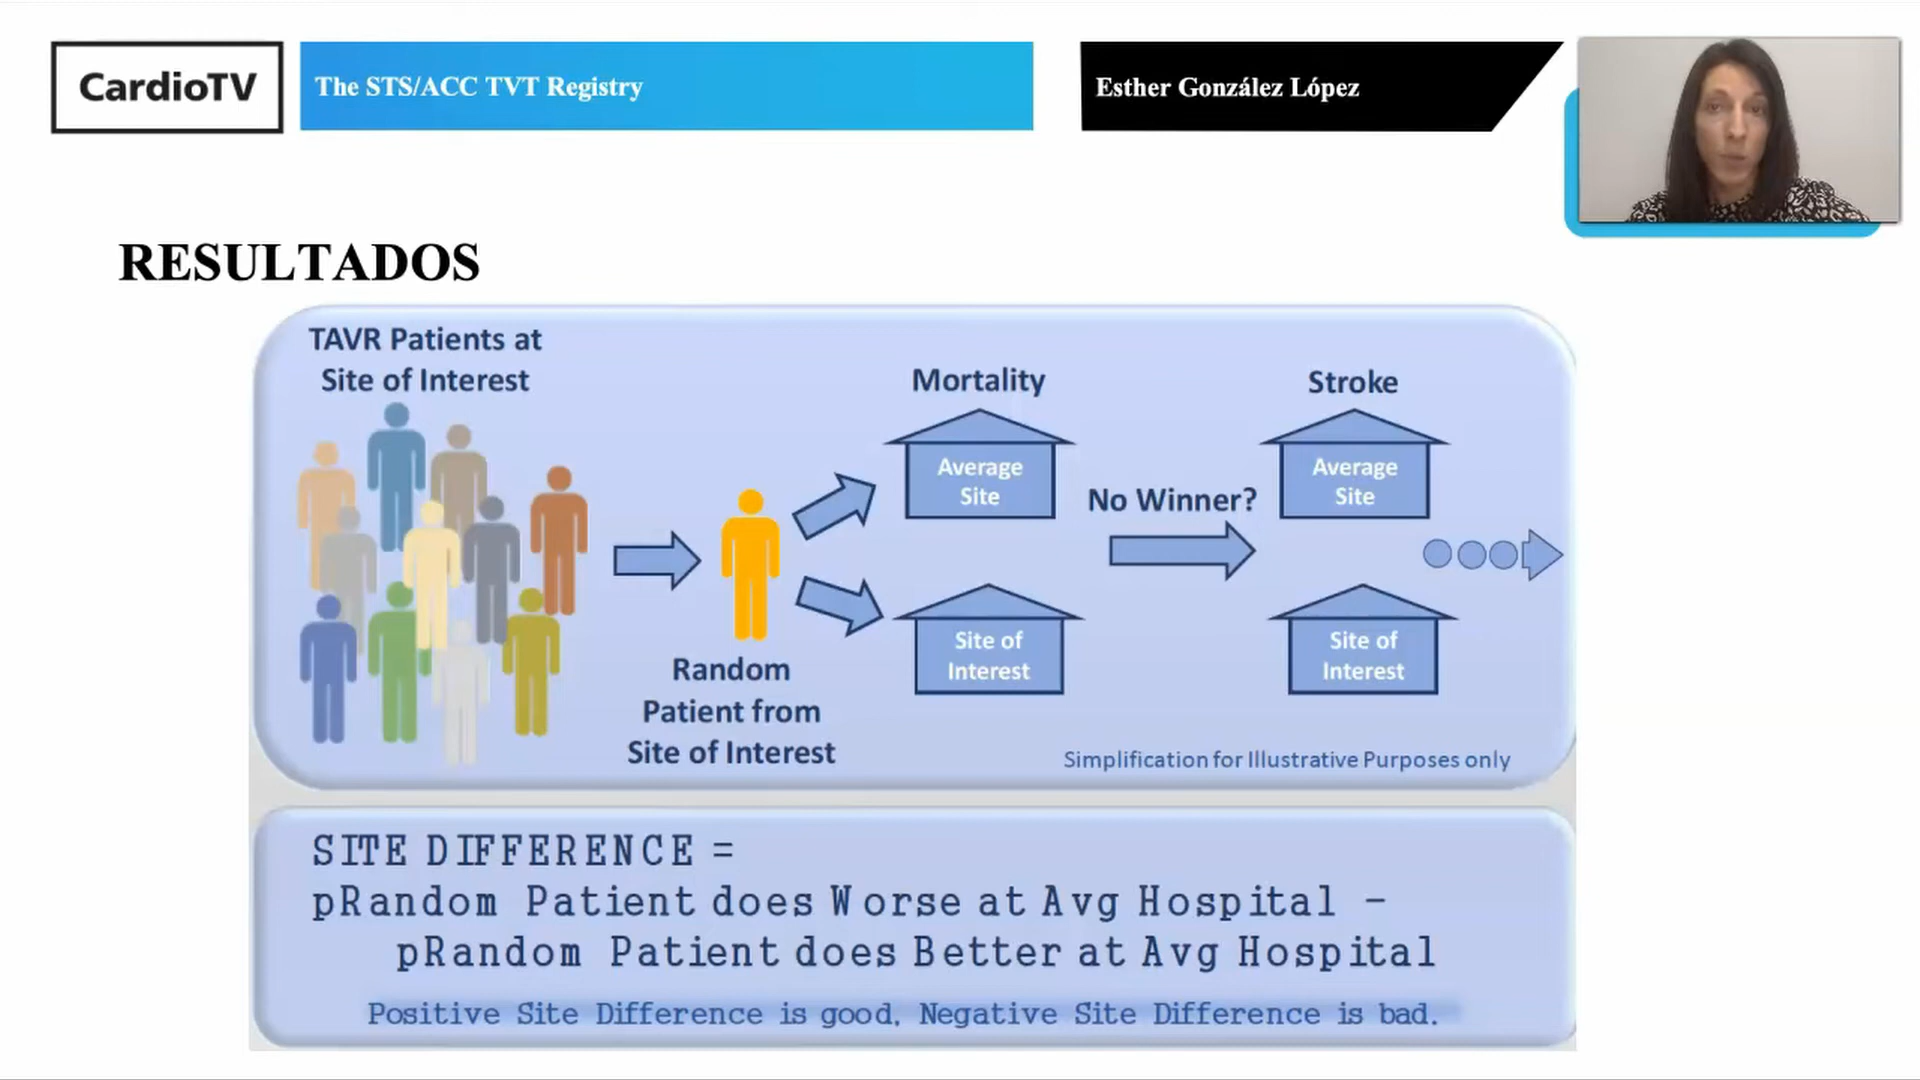 CardioTV
The STS/ACC TVT Registry
Esther González López
RESULTADOS
TAVR Patients at
Site of Interest
Random
Patient from
Site of Interest
Mortality
Average
Site
Site of
Interest
No Winner?
Stroke
Average
Site
Site of
Interest
Simplification for Illustrative Purposes only
SITE DIFFERENCE =
pRandom Patient does Worse at Avg Hospital –
pRandom Patient does Better at Avg Hospital
Positive Site Difference is good, Negative Site Difference is bad.